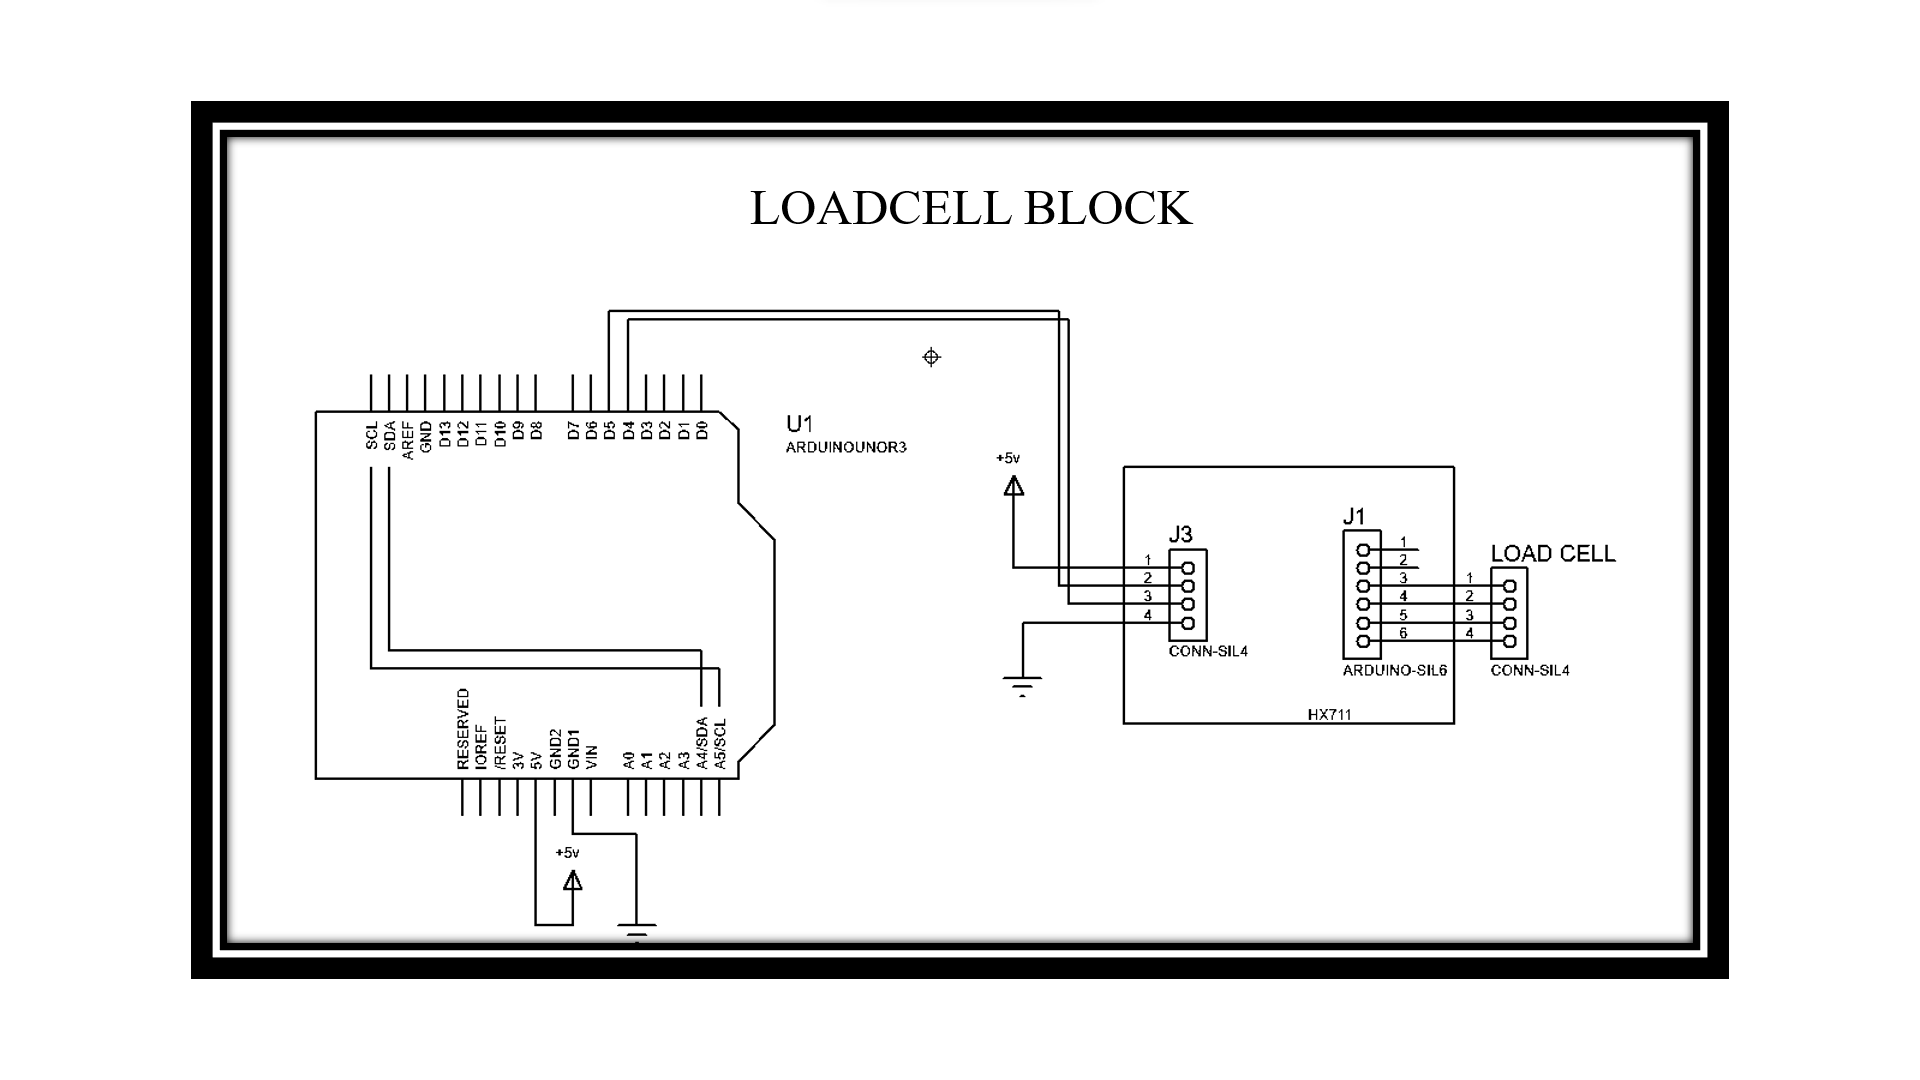 LOADCELL BLOCK
SCL SDA AREF GND D13 D12 D11 D10 D9 D8 D7 D6 D5 D4 D3 D2 D1 D0
U1
ARDUINOUNOR3
+5v
J3
1
2
3
4
CONN-SIL4
J1
1
2
3
4
5
6
ARDUINO-SIL6
HX711
LOAD CELL
1
2
3
4
CONN-SIL4
RESERVED IOREF /RESET 3V 5V GND2 GND1 VIN A0 A1 A2 A3 A4/SDA A5/SCL
+5v